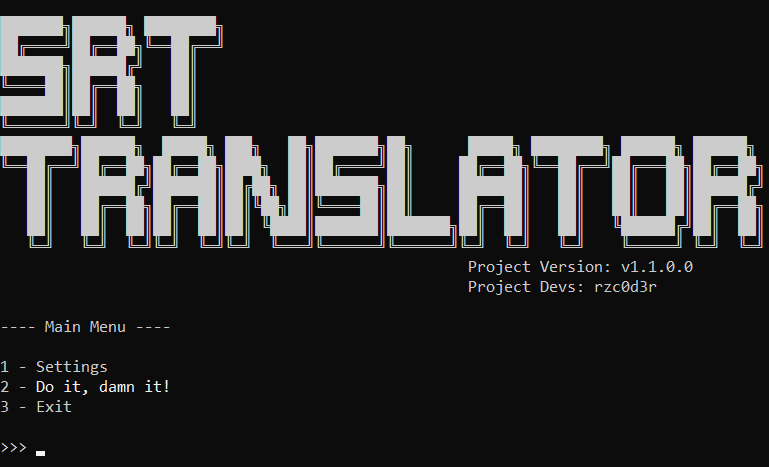 SRT
TRANSLATOR
Project Version: v1.1.0.0
Project Devs: rzc0d3r
---- Main Menu ----
1 - Settings
2 - Do it, damn it!
3 - Exit
>>>